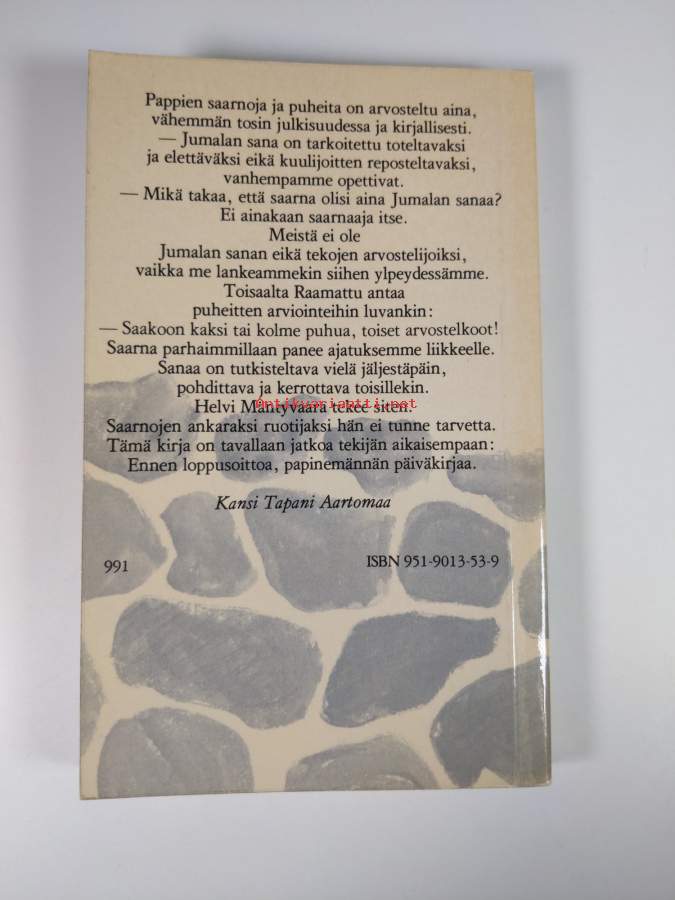 Pappien saarnoja ja puheita on arvosteltu aina,
vähemmän tosin julkisuudessa ja kirjallisesti.
— Jumalan sana on tarkoitettu toteltavaksi
ja elettäväksi eikä kuulijoitten reposteltavaksi,
vanhempamme opettivat.
— Mikä takaa, että saarna olisi aina Jumalan sanaa?
Ei ainakaan saarnaaja itse.
Meistä ei ole
Jumalan sanan eikä tekojen arvostelijoiksi,
vaikka me lankeammekin siihen ylpeydessämme.
Toisaalta Raamattu antaa
puheitten arviointeihin luvankin:
— Saakoon kaksi tai kolme puhua, toiset arvostelkoot!
Saarna parhaimmillaan panee ajatuksemme liikkeelle.
Sanaa on tutkisteltava vielä jäljestäpäin,
pohdittava ja kerrottava toisillekin.
Antikvariaatti.net
Helvi Mäntyvaara tekee siten.
Saarnojen ankaraksi ruotijaksi hän ei tunne tarvetta.
Tämä kirja on tavallaan jatkoa tekijän aikaisempaan:
Ennen loppusoittoa, papinemännän päiväkirjaa.
Kansi Tapani Aartomaa
991
ISBN 951-9013-53-9